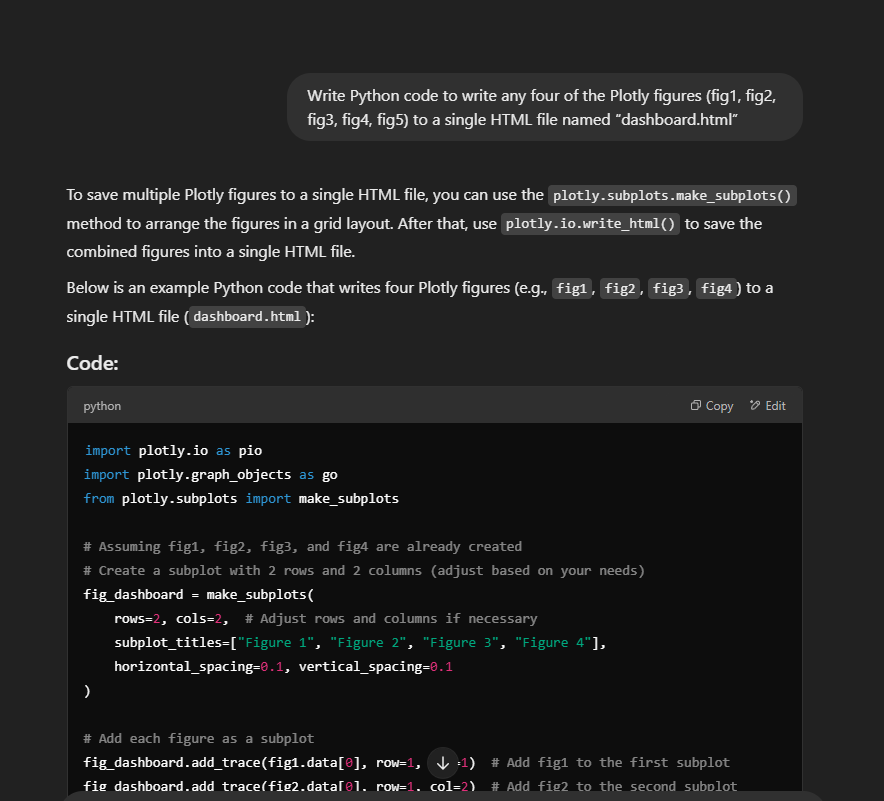 Write Python code to write any four of the Plotly figures (fig1, fig2,
fig3, fig4, fig5) to a single HTML file named “dashboard.html”
To save multiple Plotly figures to a single HTML file, you can use the plotly.subplots.make_subplots()
method to arrange the figures in a grid layout. After that, use plotly.io.write_html() to save the
combined figures into a single HTML file.
Below is an example Python code that writes four Plotly figures (e.g., fig1, fig2, fig3, fig4) to a
single HTML file (dashboard.html):
Code:
python Copy Edit
import plotly.io as pio
import plotly.graph_objects as go
from plotly.subplots import make_subplots
# Assuming fig1, fig2, fig3, and fig4 are already created
# Create a subplot with 2 rows and 2 columns (adjust based on your needs)
fig_dashboard = make_subplots(
    rows=2, cols=2,  # Adjust rows and columns if necessary
    subplot_titles=["Figure 1", "Figure 2", "Figure 3", "Figure 4"],
    horizontal_spacing=0.1, vertical_spacing=0.1
)
# Add each figure as a subplot
fig_dashboard.add_trace(fig1.data[0], row=1, =1)  # Add fig1 to the first subplot
fig_dashboard.add_trace(fig2.data[0], row=1, col=2)  # Add fig2 to the second subplot